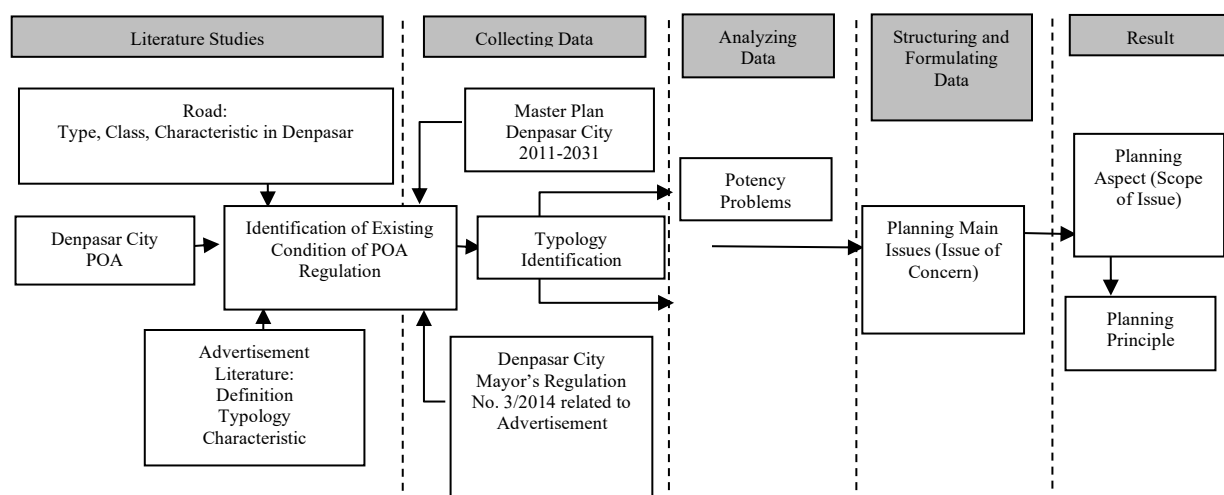 Literature Studies
Collecting Data
Analyzing
Data
Structuring and
Formulating
Data
Result
Road:
Type, Class, Characteristic in Denpasar
Master Plan
Denpasar City
2011-2031
Denpasar City
POA
Identification of Existing
Condition of POA
Regulation
Typology
Identification
Potency
Problems
Planning Main
Issues (Issue of
Concern)
Planning
Aspect (Scope
of Issue)
Planning
Principle
Advertisement
Literature:
Definition
Typology
Characteristic
Denpasar City
Mayor’s Regulation
No. 3/2014 related to
Advertisement